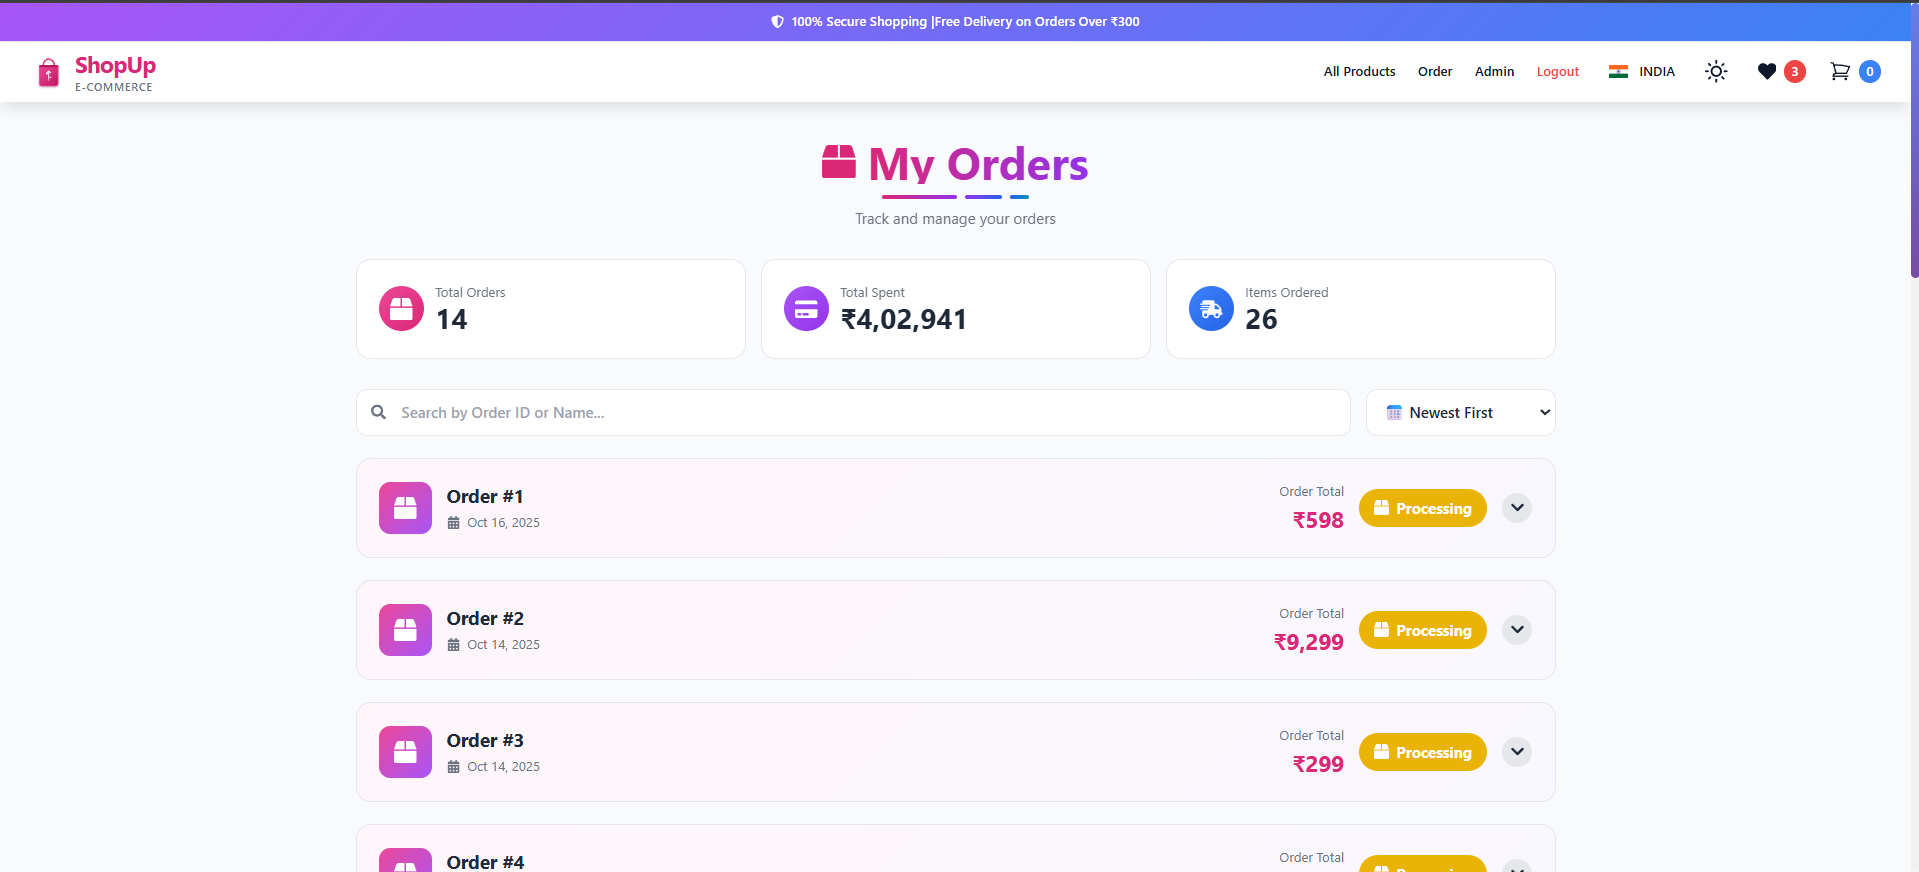 100% Secure Shopping |Free Delivery on Orders Over ₹300
ShopUp
E-COMMERCE
All Products
Order
Admin
Logout
INDIA
3
0
My Orders
Track and manage your orders
Total Orders
14
Total Spent
₹4,02,941
Items Ordered
26
Search by Order ID or Name...
Newest First
Order #1
Oct 16, 2025
Order Total
₹598
Processing
Order #2
Oct 14, 2025
Order Total
₹9,299
Processing
Order #3
Oct 14, 2025
Order Total
₹299
Processing
Order #4
Order Total